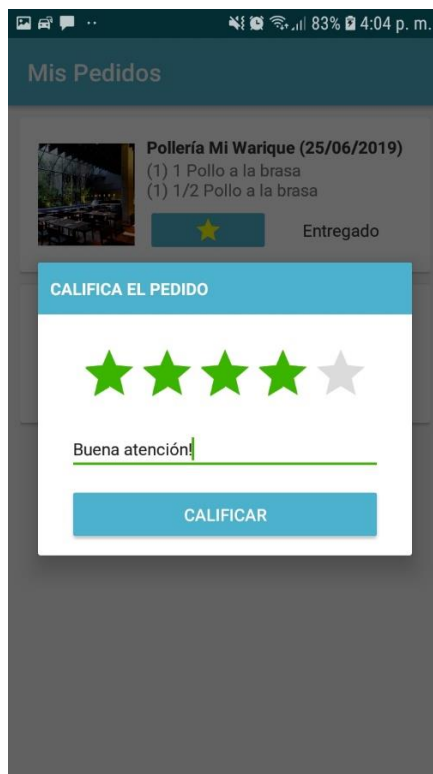 83% 4:04 p. m.
Mis Pedidos
Pollería Mi Warique (25/06/2019)
(1) 1 Pollo a la brasa
(1) 1/2 Pollo a la brasa
Entregado
CALIFICA EL PEDIDO
Buena atención!
CALIFICAR